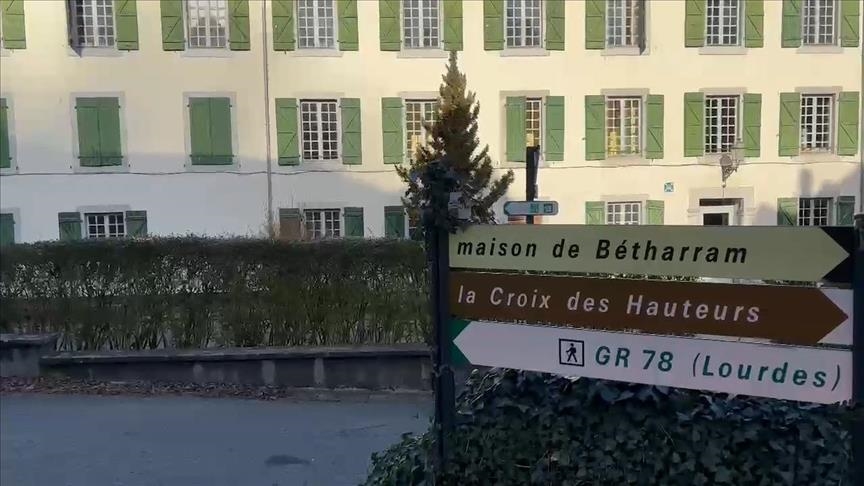 maison de Bétharram
la Croix des Hauteurs
GR 78 (Lourdes)